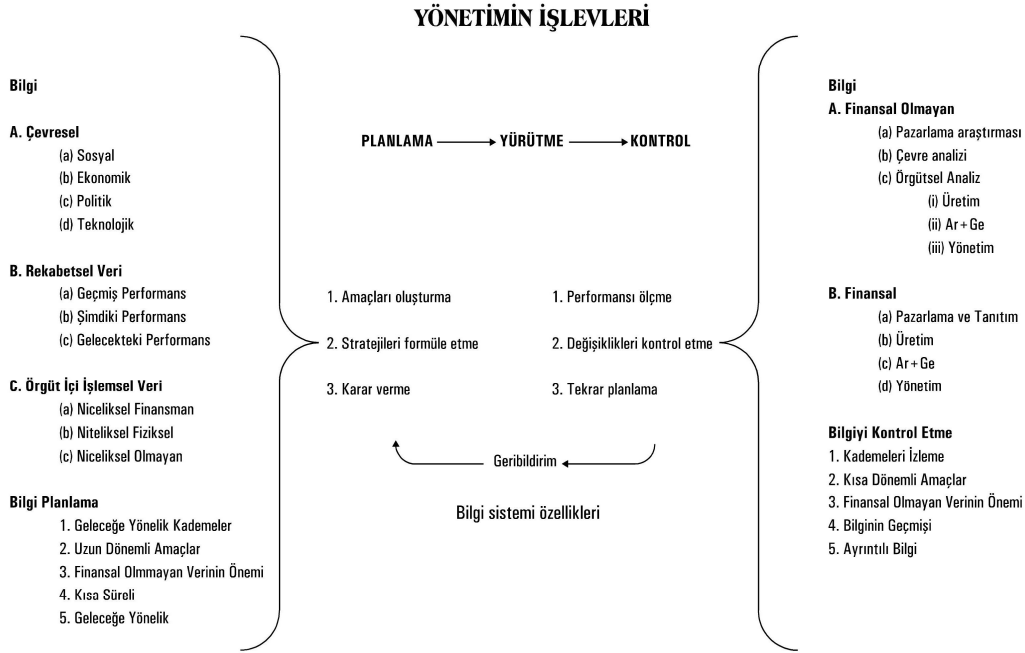 YÖNETİMİN İŞLEVLERİ
Bilgi
A. Çevresel
(a) Sosyal
(b) Ekonomik
(c) Politik
(d) Teknolojik
B. Rekabetsel Veri
(a) Geçmiş Performans
(b) Şimdiki Performans
(c) Gelecekteki Performans
C. Örgüt İçi İşlemsel Veri
(a) Niceliksel Finansman
(b) Niteliksel Fiziksel
(c) Niceliksel Olmayan
Bilgi Planlama
1. Geleceğe Yönelik Kademeler
2. Uzun Dönemli Amaçlar
3. Finansal Olmmayan Verinin Önemi
4. Kısa Süreli
5. Geleceğe Yönelik
PLANLAMA YÜRÜTME KONTROL
1. Amaçları oluşturma
2. Stratejileri formüle etme
3. Karar verme
1. Performansı ölçme
2. Değişiklikleri kontrol etme
3. Tekrar planlama
Geribildirim
Bilgi sistemi özellikleri
Bilgi
A. Finansal Olmayan
(a) Pazarlama araştırması
(b) Çevre analizi
(c) Örgütsel Analiz
(i) Üretim
(ii) Ar+Ge
(iii) Yönetim
B. Finansal
(a) Pazarlama ve Tanıtım
(b) Üretim
(c) Ar+Ge
(d) Yönetim
Bilgiyi Kontrol Etme
1. Kademeleri İzleme
2. Kısa Dönemli Amaçlar
3. Finansal Olmayan Verinin Önemi
4. Bilginin Geçmişi
5. Ayrıntılı Bilgi